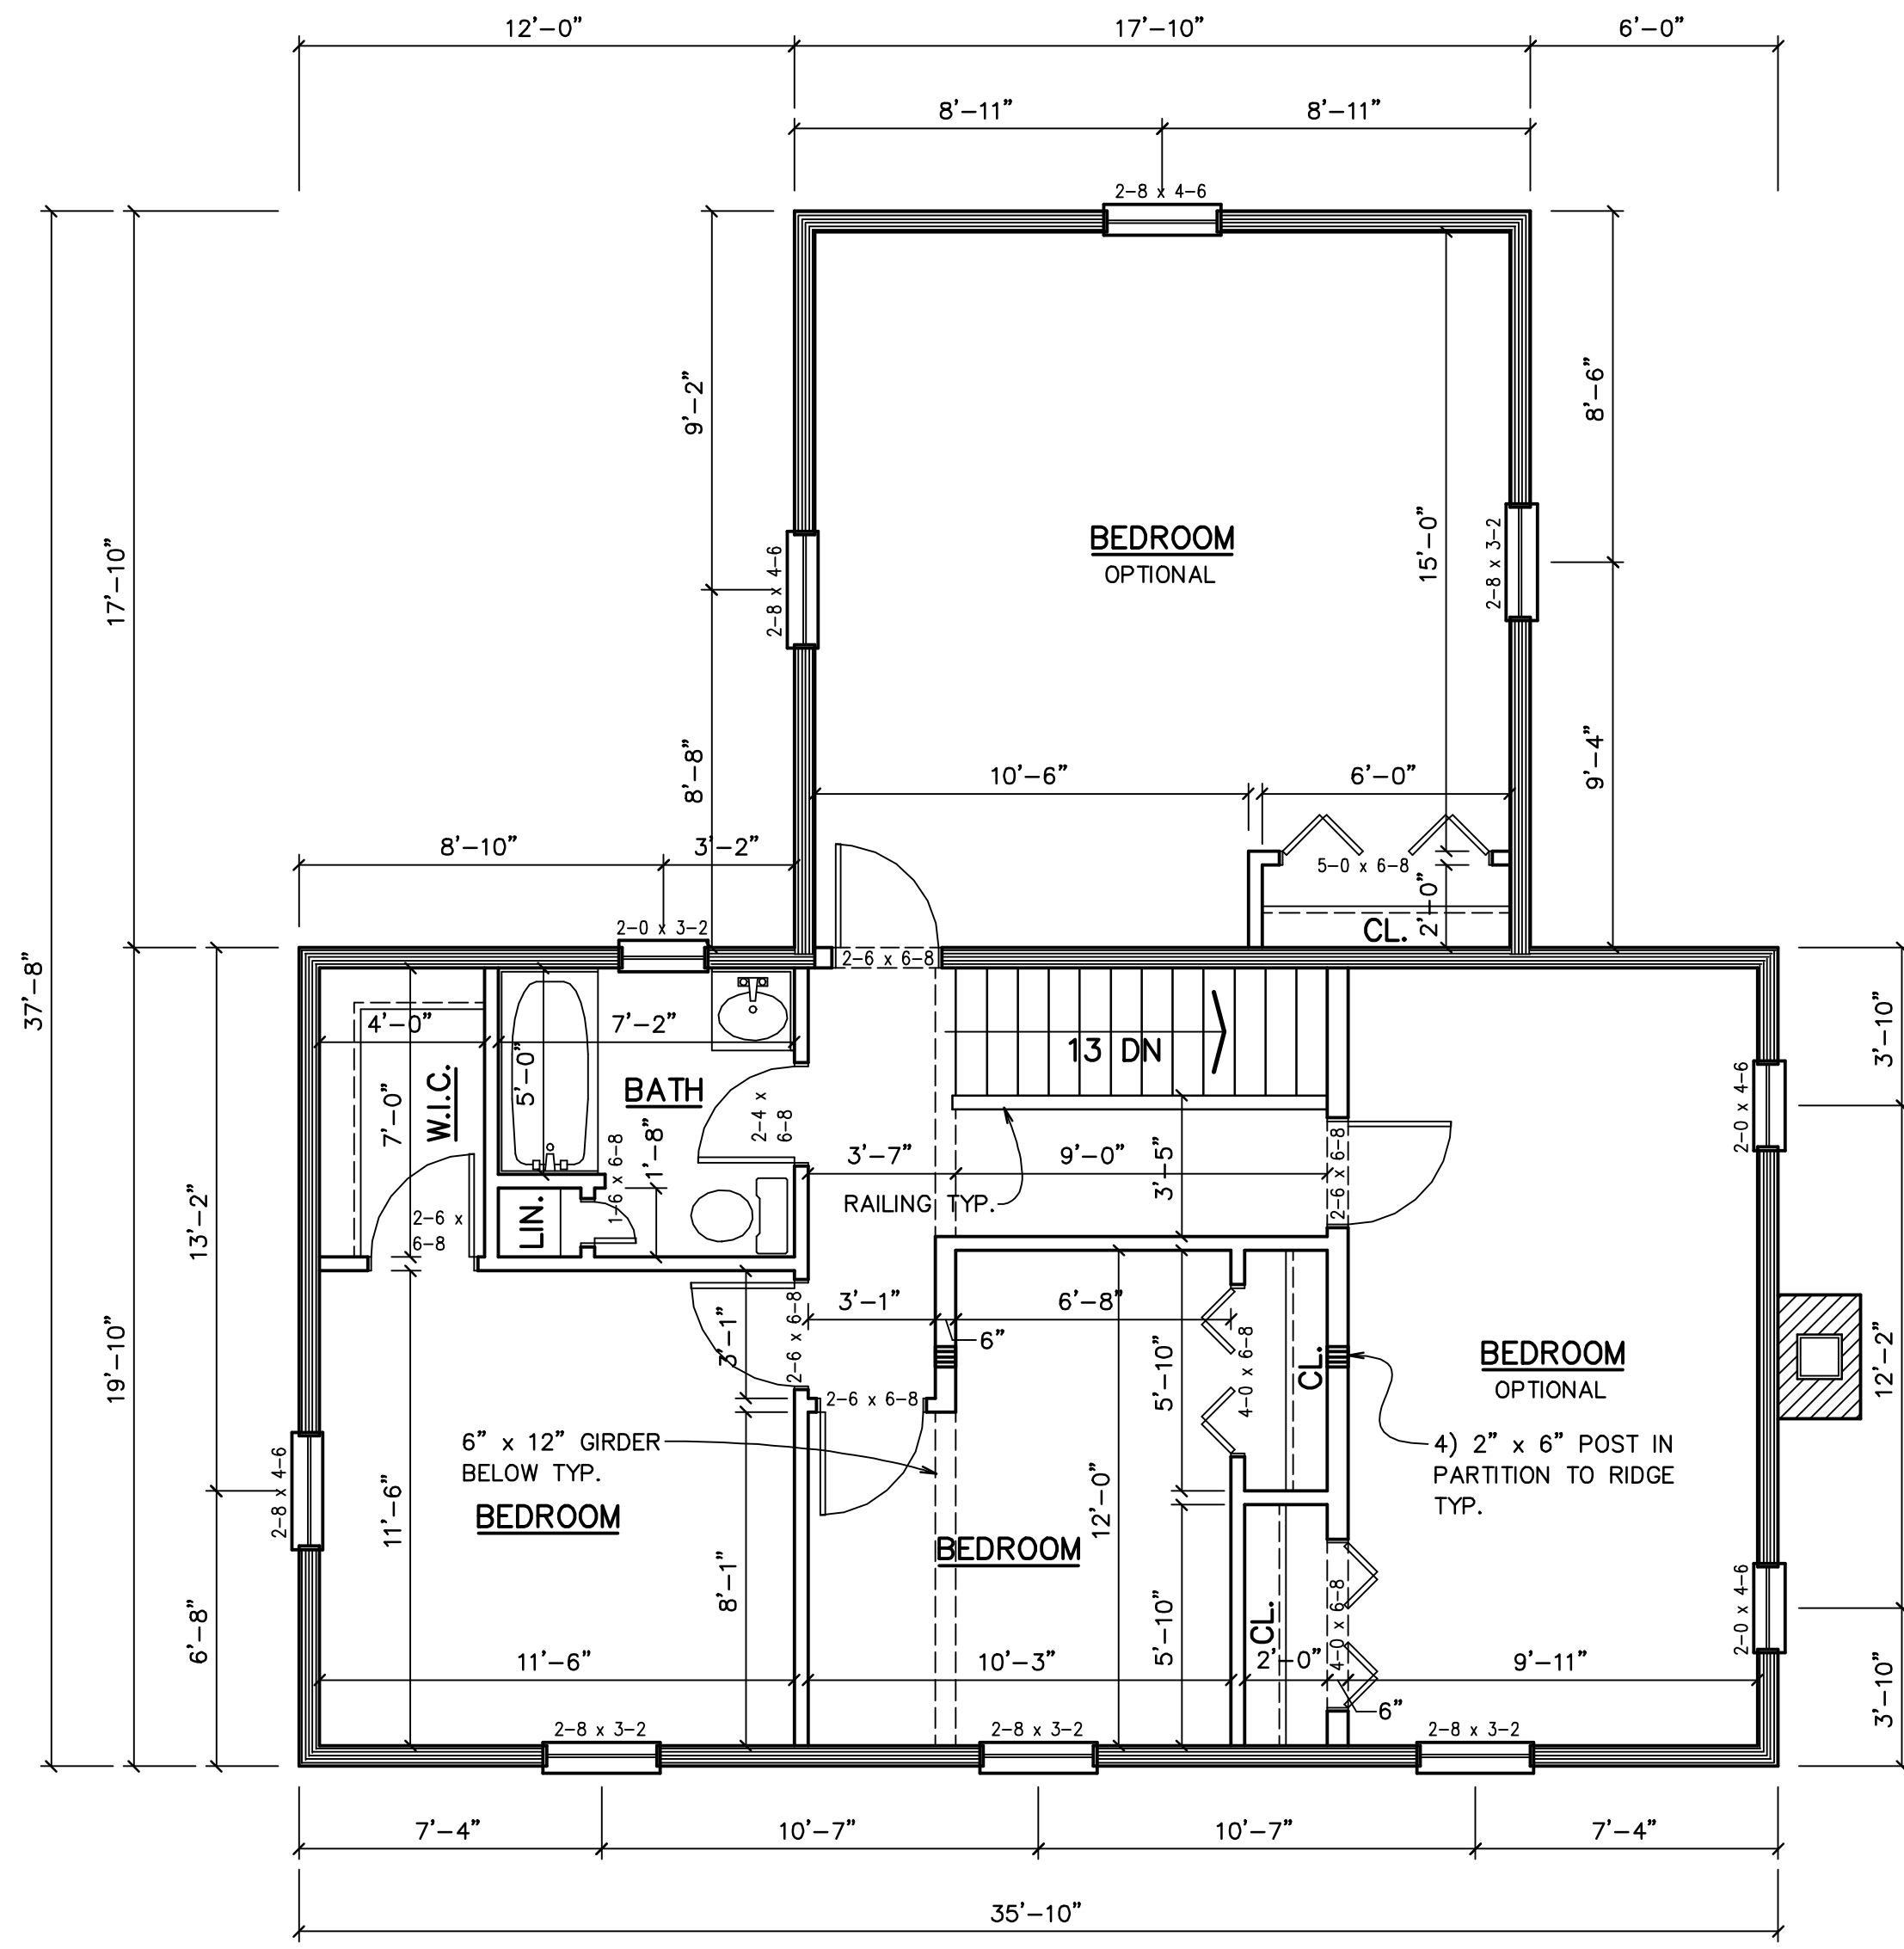 12'-0"
17'-10"
6'-0"
8'-11"
8'-11"
2-8 x 4-6
9'-2"
8'-6"
17'-10"
2-8 x 4-6
BEDROOM
OPTIONAL
15'-0"
2-8 x 3-2
8'-8"
10'-6"
6'-0"
9'-4"
8'-10"
3'-2"
5-0 x 6-8
2'-0"
CL.
2-0 x 3-2
2-6 x 6-8
37'-8"
4'-0"
7'-2"
5'-0"
13 DN
3'-10"
7'-0"
W.I.C.
BATH
2-4 x
6-8
2-0 x 4-6
1-6 x 6-8
1'-8"
3'-7"
9'-0"
3'-5"
2-6 x 6-8
RAILING TYP.
LIN.
2-6 x
6-8
13'-2"
19'-10"
3'-1"
2-6 x 6-8
3'-1"
6'-8"
6"
5'-10"
4-0 x 6-8
CL.
BEDROOM
OPTIONAL
12'-2"
2-6 x 6-8
6" x 12" GIRDER
BELOW TYP.
4) 2" x 6" POST IN
PARTITION TO RIDGE
TYP.
2-8 x 4-6
11'-6"
BEDROOM
12'-0"
BEDROOM
8'-1"
5'-10"
CL.
4-0 x 6-8
2-0 x 4-6
6'-8"
11'-6"
10'-3"
2'-0"
9'-11"
6"
3'-10"
2-8 x 3-2
2-8 x 3-2
2-8 x 3-2
7'-4"
10'-7"
10'-7"
7'-4"
35'-10"